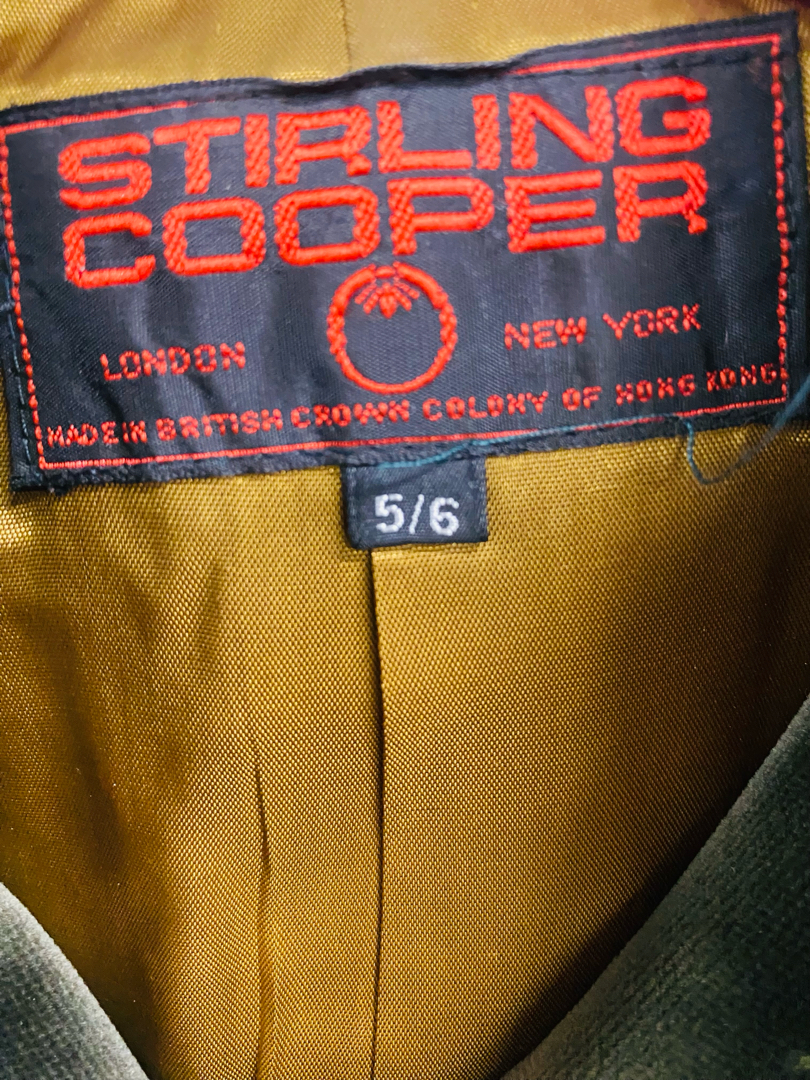 STIRLING
COOPER
LONDON NEW YORK
MADE IN BRITISH CROWN COLONY OF HONG KONG
5/6